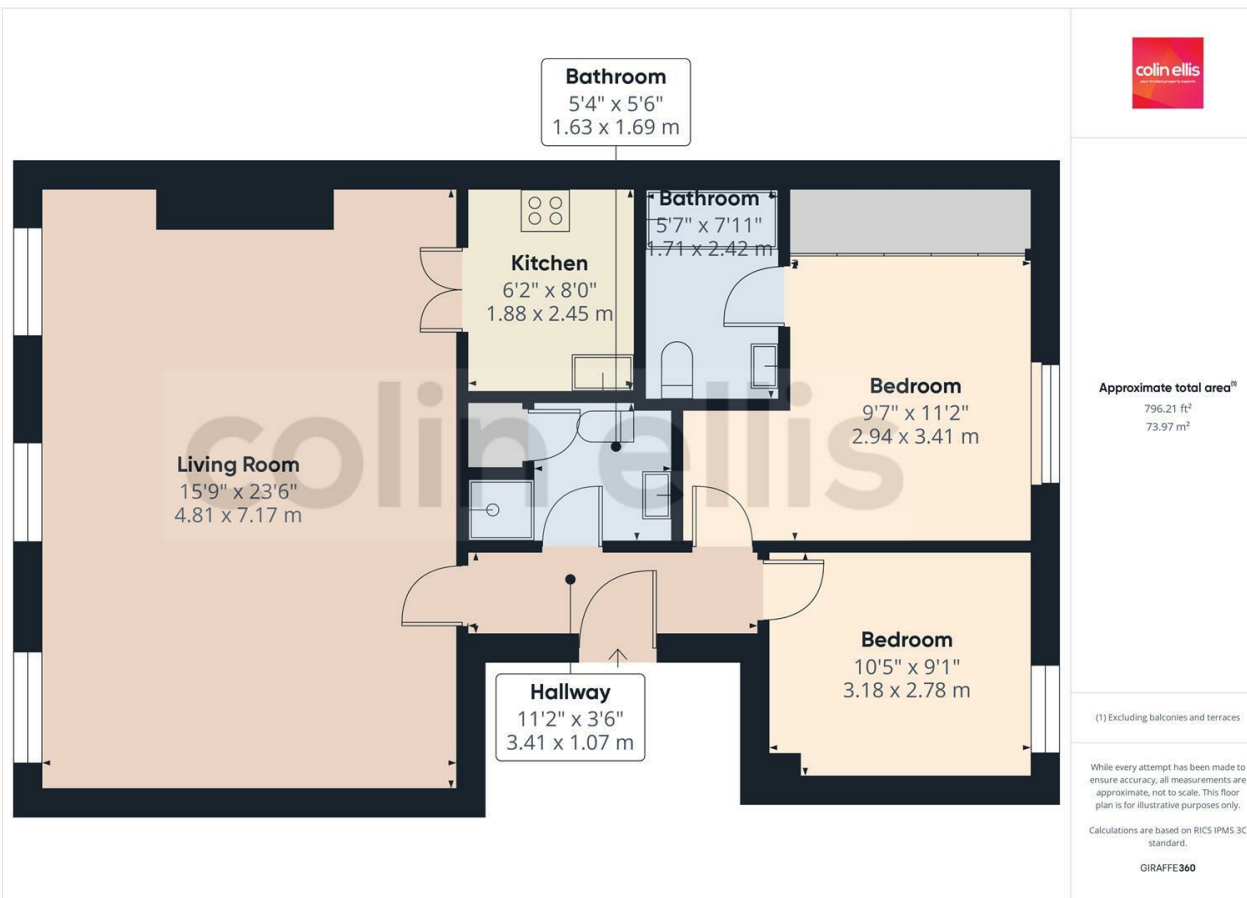 Bathroom
5'4" x 5'6"
1.63 x 1.69 m
Bathroom
5'7" x 7'11"
1.71 x 2.42 m
Kitchen
6'2" x 8'0"
1.88 x 2.45 m
Bedroom
9'7" x 11'2"
2.94 x 3.41 m
Living Room
15'9" x 23'6"
4.81 x 7.17 m
colin ellis
Bedroom
10'5" x 9'1"
3.18 x 2.78 m
Hallway
11'2" x 3'6"
3.41 x 1.07 m
colin ellis
your trusted property experts
Approximate total area(1)
796.21 ft²
73.97 m²
(1) Excluding balconies and terraces
While every attempt has been made to
ensure accuracy, all measurements are
approximate, not to scale. This floor
plan is for illustrative purposes only.
Calculations are based on RICS IPMS 3C
standard.
GIRAFFE360